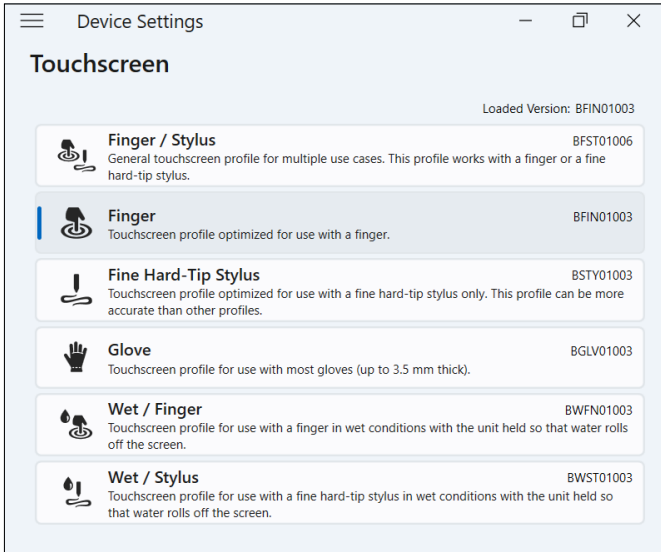 Device Settings
Touchscreen
Loaded Version: BFIN01003
Finger / Stylus
BFST01006
General touchscreen profile for multiple use cases. This profile works with a finger or a fine
hard-tip stylus.
Finger
BFIN01003
Touchscreen profile optimized for use with a finger.
Fine Hard-Tip Stylus
BSTY01003
Touchscreen profile optimized for use with a fine hard-tip stylus only. This profile can be more
accurate than other profiles.
Glove
BGLV01003
Touchscreen profile for use with most gloves (up to 3.5 mm thick).
Wet / Finger
BWFN01003
Touchscreen profile for use with a finger in wet conditions with the unit held so that water rolls
off the screen.
Wet / Stylus
BWST01003
Touchscreen profile for use with a fine hard-tip stylus in wet conditions with the unit held so
that water rolls off the screen.